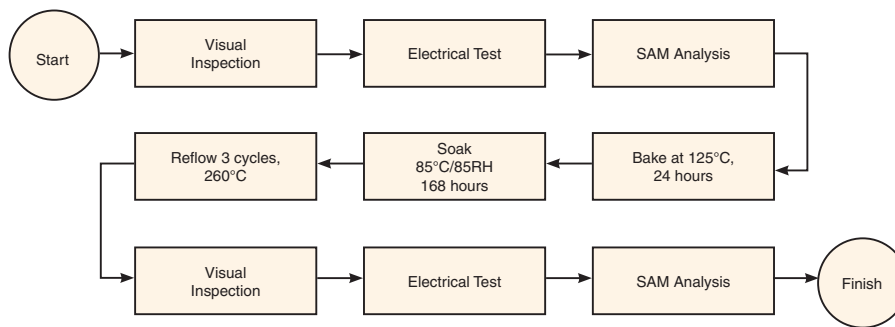 Start
Visual
Inspection
Electrical Test
SAM Analysis
Bake at 125°C,
24 hours
Soak
85°C/85RH
168 hours
Reflow 3 cycles,
260°C
Visual
Inspection
Electrical Test
SAM Analysis
Finish